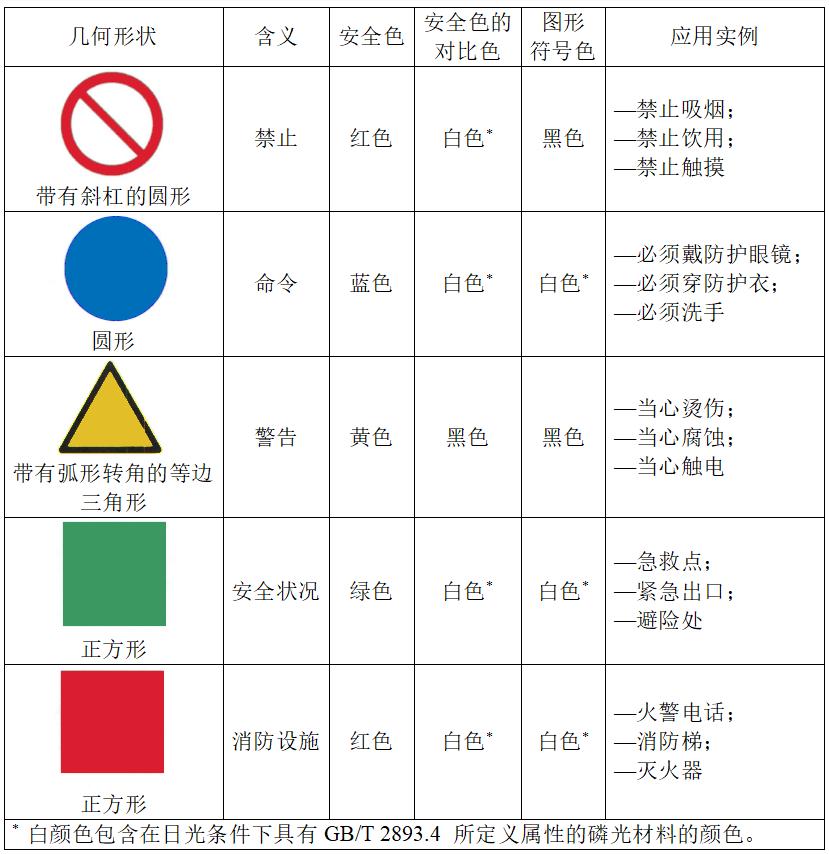 几何形状
含义
安全色
安全色的
对比色
图形
符号色
应用实例
带有斜杠的圆形
禁止
红色
白色*
黑色
—禁止吸烟；
—禁止饮用；
—禁止触摸
圆形
命令
蓝色
白色*
白色*
—必须戴防护眼镜；
—必须穿防护衣；
—必须洗手
带有弧形转角的等边
三角形
警告
黄色
黑色
黑色
—当心烫伤；
—当心腐蚀；
—当心触电
正方形
安全状况
绿色
白色*
白色*
—急救点；
—紧急出口；
—避险处
正方形
消防设施
红色
白色*
白色*
—火警电话；
—消防梯；
—灭火器
* 白颜色包含在日光条件下具有 GB/T 2893.4 所定义属性的磷光材料的颜色。